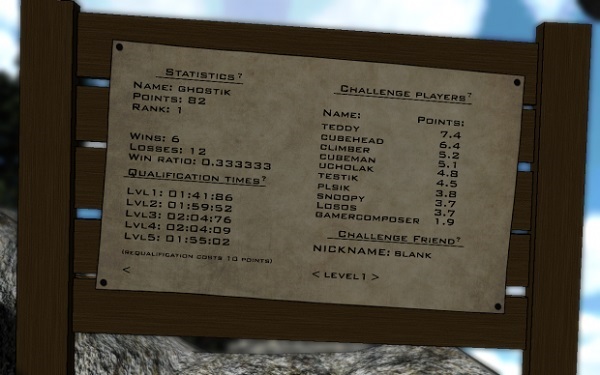 Statistics?
Name: ghostik
Points: 82
Rank: 1
Wins: 6
Losses: 12
Win ratio: 0.333333
Qualification times?
Lvl1: 01:41:86
Lvl2: 01:59:52
Lvl3: 02:04:76
Lvl4: 02:04:09
Lvl5: 01:55:02
(requalification costs 10 points)
<
Challenge players?
Name: Points:
teddy 7.4
cubehead 6.4
climber 5.2
cubeman 5.1
ucholak 4.8
testik 4.5
plsik 3.8
snoopy 3.7
losos 3.7
gamercomposer 1.9
Challenge Friend?
Nickname: blank
< level1 >